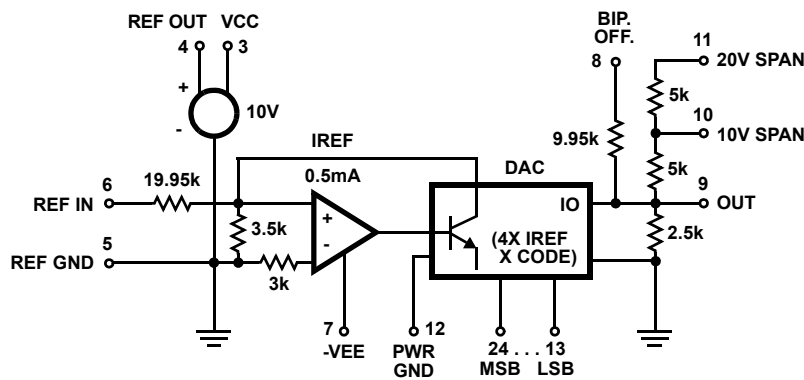 REF OUT VCC
4 3
BIP.
OFF.
8
11
20V SPAN
+
-
10V
5k
10
10V SPAN
IREF
9.95k
DAC
5k
6
19.95k
0.5mA
9
REF IN
+
-
IO
OUT
3.5k
(4X IREF
X CODE)
2.5k
5
REF GND
3k
7
-VEE
12
PWR
GND
24 . . . 13
MSB LSB